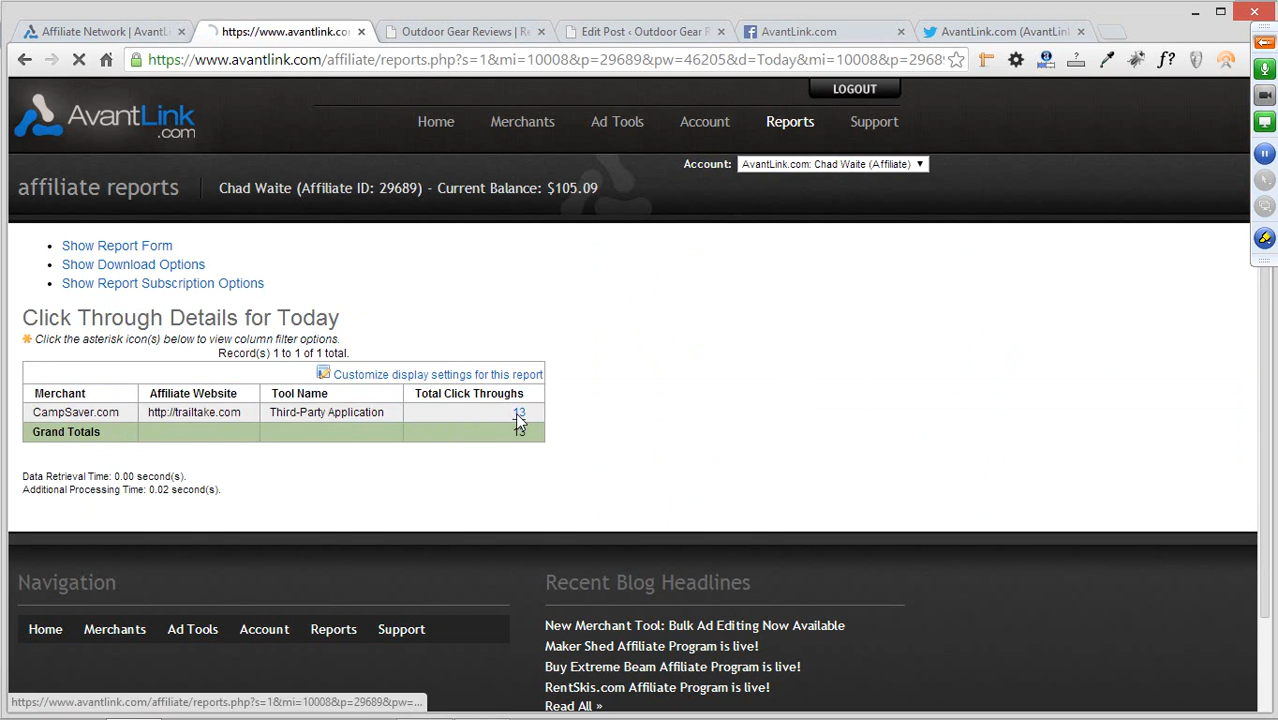 Affiliate Network | AvantL
https://www.avantlink.co
Outdoor Gear Reviews | Re
Edit Post ‹ Outdoor Gear R
AvantLink.com
AvantLink.Com (AvantLin
https://www.avantlink.com/affiliate/reports.php?s=1&mi=10008&p=29689&pw=46205&d=Today&mi=10008&p=2968
f?
AvantLink
.com
LOGOUT
Home Merchants Ad Tools Account Reports Support
Account: AvantLink.com: Chad Waite (Affiliate)
affiliate reports Chad Waite (Affiliate ID: 29689) - Current Balance: $105.09
• Show Report Form
• Show Download Options
• Show Report Subscription Options
Click Through Details for Today
Click the asterisk icon(s) below to view column filter options.
Record(s) 1 to 1 of 1 total.
Customize display settings for this report
Merchant Affiliate Website Tool Name Total Click Throughs
CampSaver.com http://trailtake.com Third-Party Application 13
Grand Totals 13
Data Retrieval Time: 0.00 second(s).
Additional Processing Time: 0.02 second(s).
Navigation
Home Merchants Ad Tools Account Reports Support
Recent Blog Headlines
New Merchant Tool: Bulk Ad Editing Now Available
Maker Shed Affiliate Program is live!
Buy Extreme Beam Affiliate Program is live!
RentSkis.com Affiliate Program is live!
Read All »
https://www.avantlink.com/affiliate/reports.php?s=1&mi=10008&p=29689&pw=...